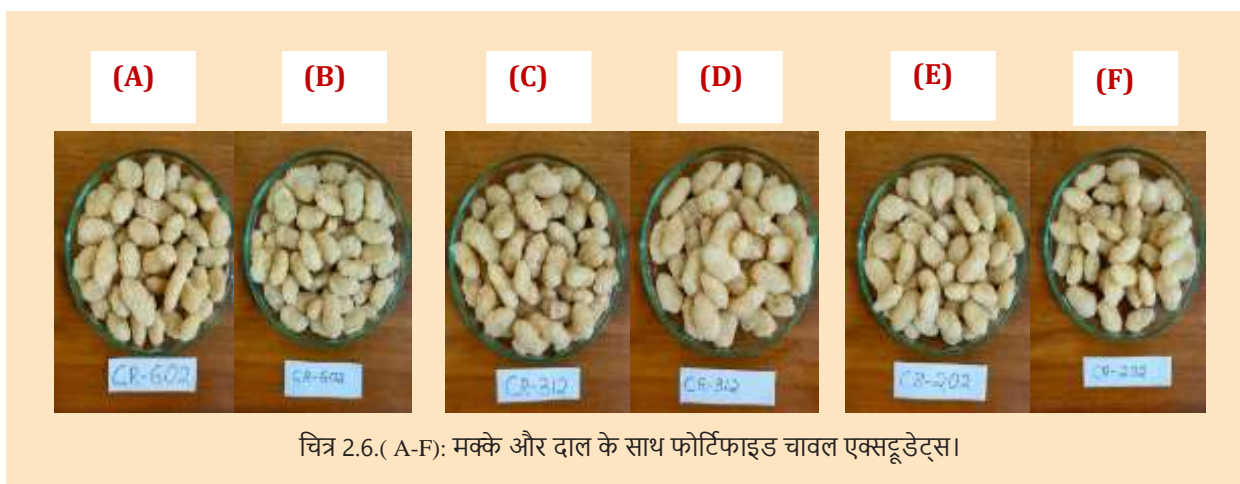 (A) (B) (C) (D) (E) (F)
CR-602 CR-602 CR-312 CR-312 CR-202 CR-202
चित्र 2.6.( A-F): मक्के और दाल के साथ फोर्टिफाइड चावल एक्सट्रूडेट्स।